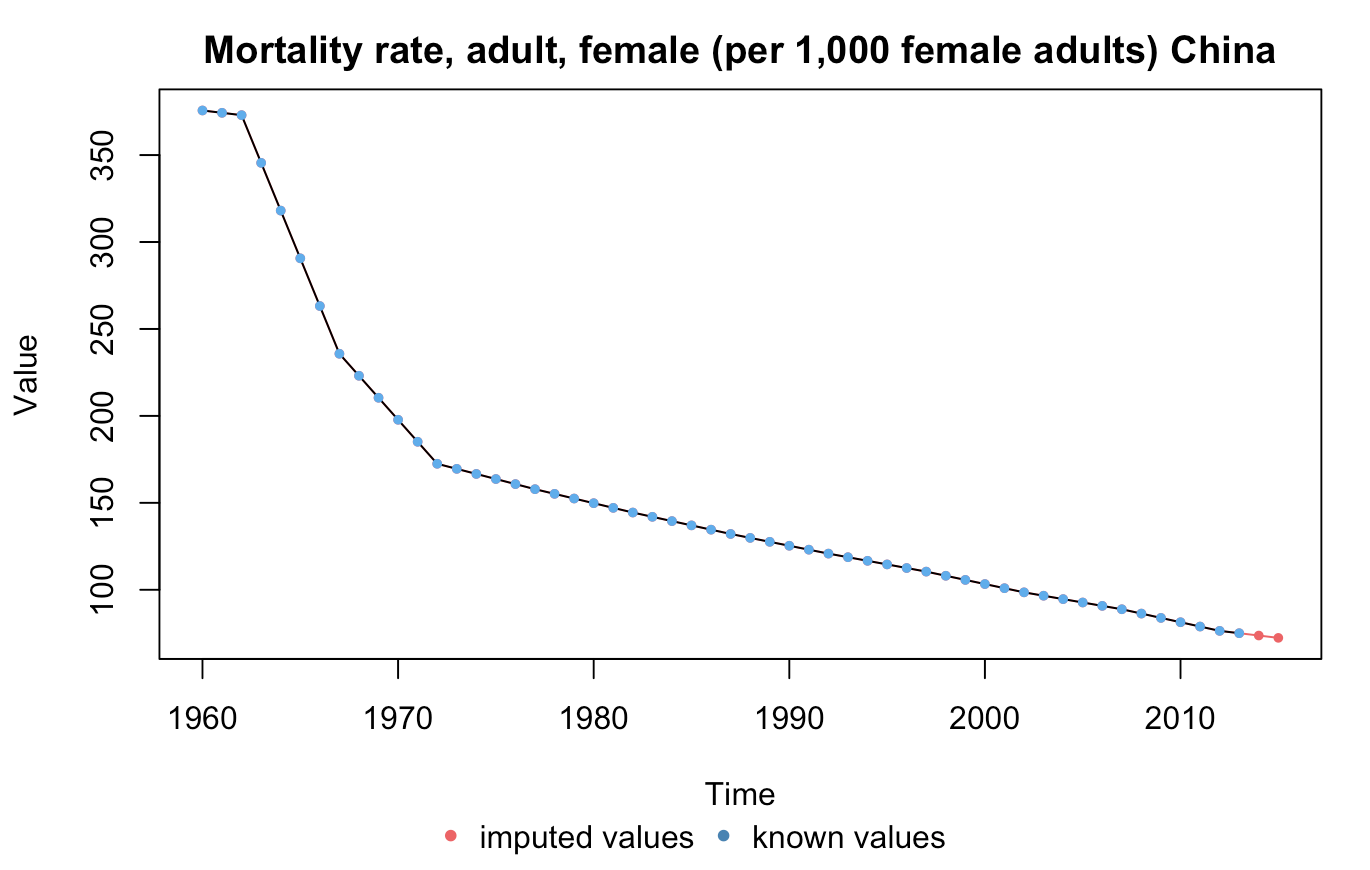 Mortality rate, adult, female (per 1,000 female adults) China
Value
350
300
250
200
150
100
1960 1970 1980 1990 2000 2010
Time
imputed values known values